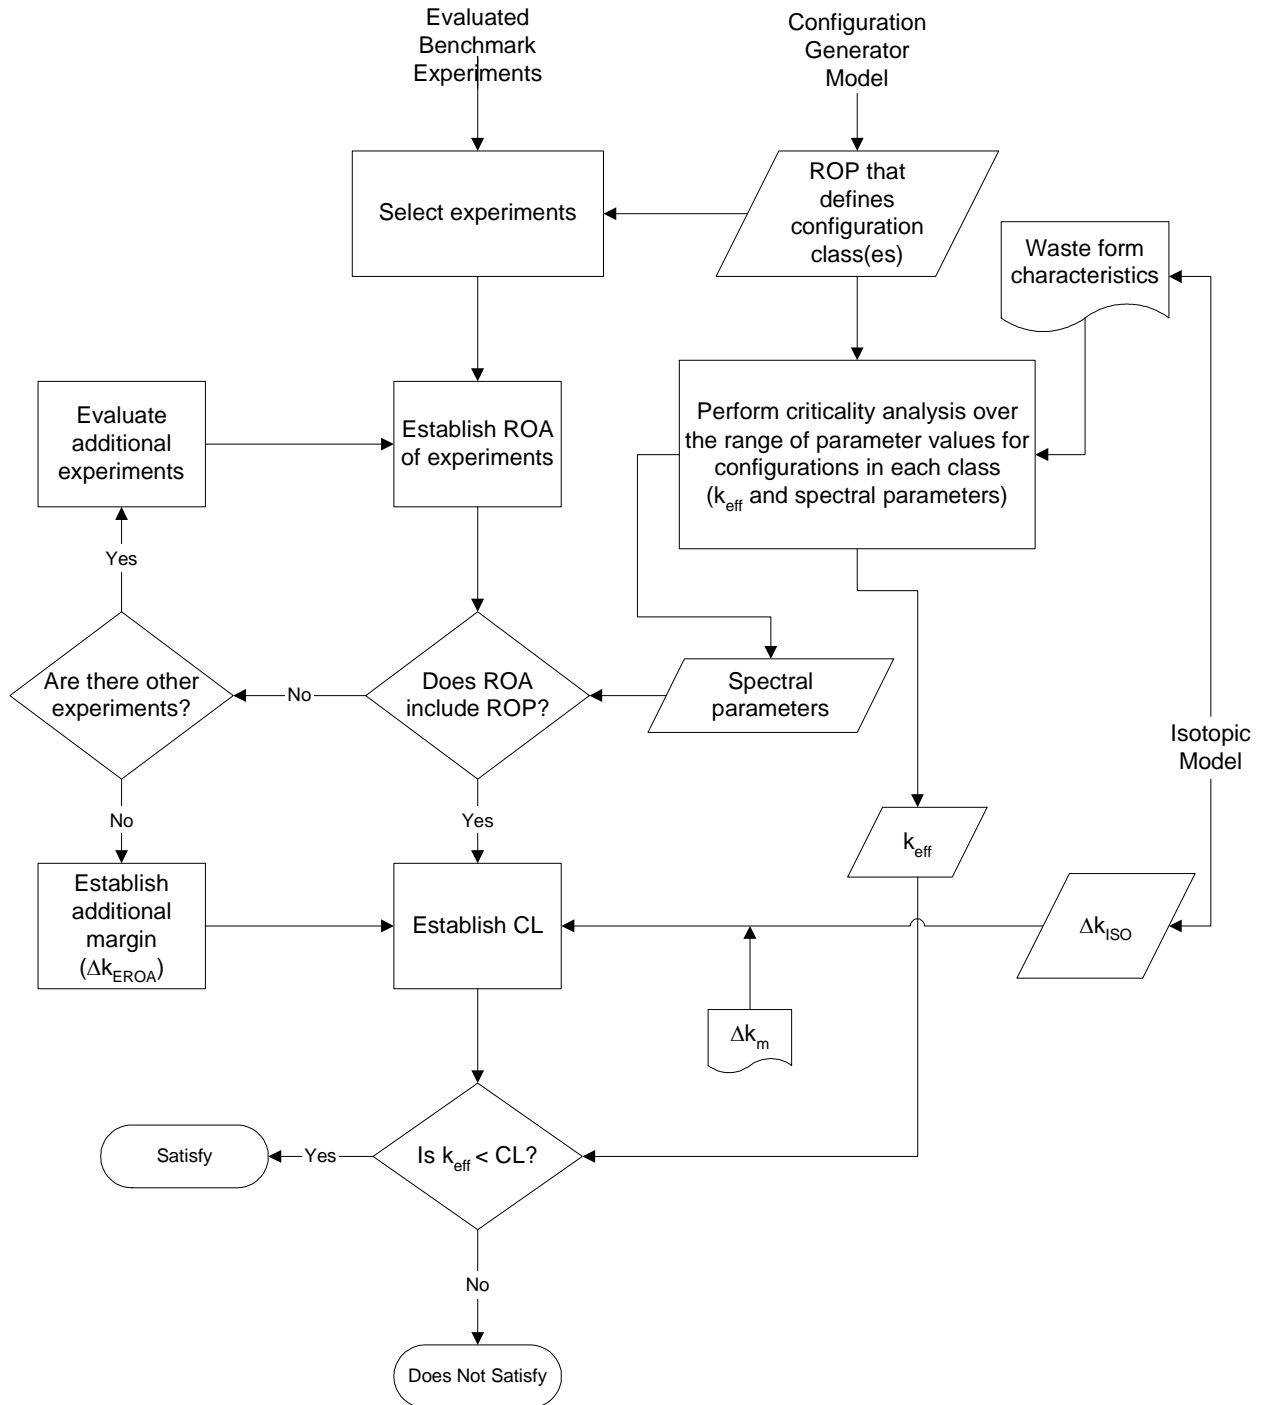 Evaluated
Benchmark
Experiments
Configuration
Generator
Model
Select experiments
ROP that
defines
configuration
class(es)
Waste form
characteristics
Evaluate
additional
experiments
Establish ROA
of experiments
Perform criticality analysis over
the range of parameter values for
configurations in each class
(keff and spectral parameters)
Yes
Are there other
experiments?
No
Does ROA
include ROP?
Spectral
parameters
Isotopic
Model
No
Yes
keff
Establish
additional
margin
(ΔkEROA)
Establish CL
ΔkISO
Δkm
Satisfy
Yes
Is keff < CL?
No
Does Not Satisfy